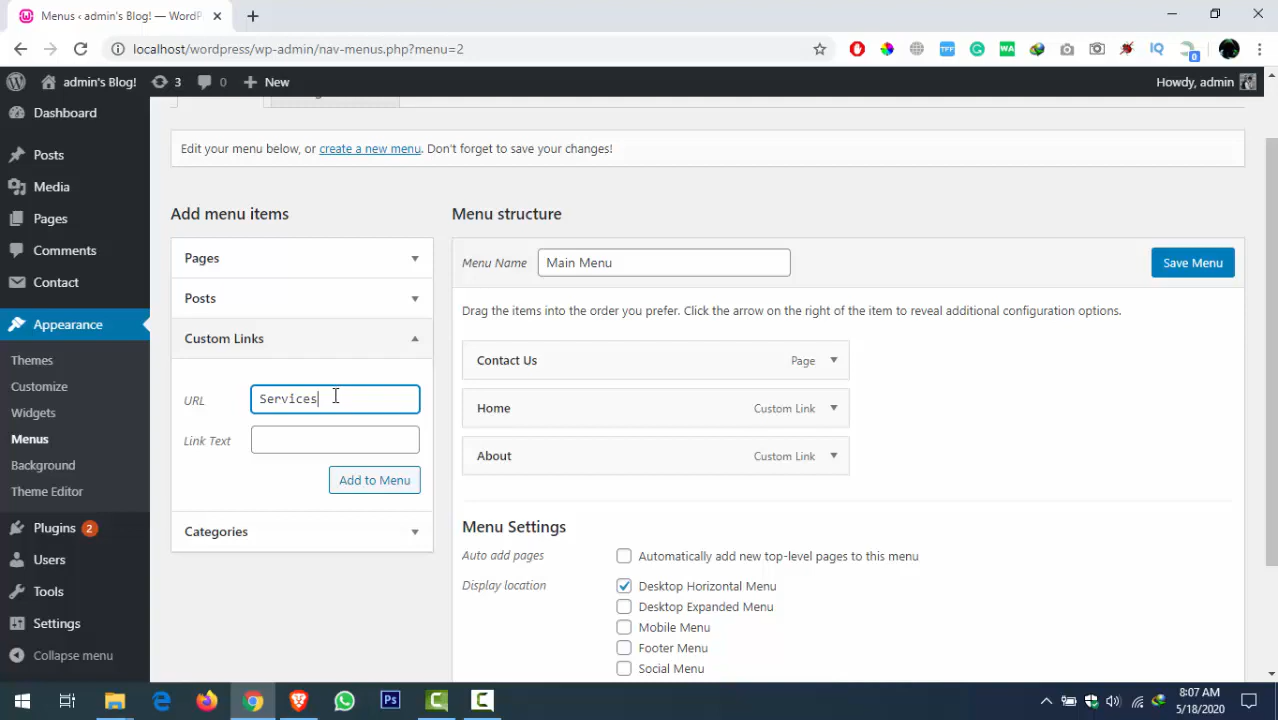 Menus ‹ admin's Blog! — WordP
localhost/wordpress/wp-admin/nav-menus.php?menu=2
admin's Blog! 3 0 New Howdy, admin
Dashboard
Posts
Media
Pages
Comments
Contact
Appearance
Themes
Customize
Widgets
Menus
Background
Theme Editor
Plugins 2
Users
Tools
Settings
Collapse menu
Edit your menu below, or create a new menu. Don't forget to save your changes!
Add menu items
Pages
Posts
Custom Links
URL Services
Link Text
Add to Menu
Categories
Menu structure
Menu Name Main Menu Save Menu
Drag the items into the order you prefer. Click the arrow on the right of the item to reveal additional configuration options.
Contact Us Page
Home Custom Link
About Custom Link
Menu Settings
Auto add pages Automatically add new top-level pages to this menu
Display location Desktop Horizontal Menu
Desktop Expanded Menu
Mobile Menu
Footer Menu
Social Menu
TFF
WA
IQ
0
Ps
8:07 AM
5/18/2020